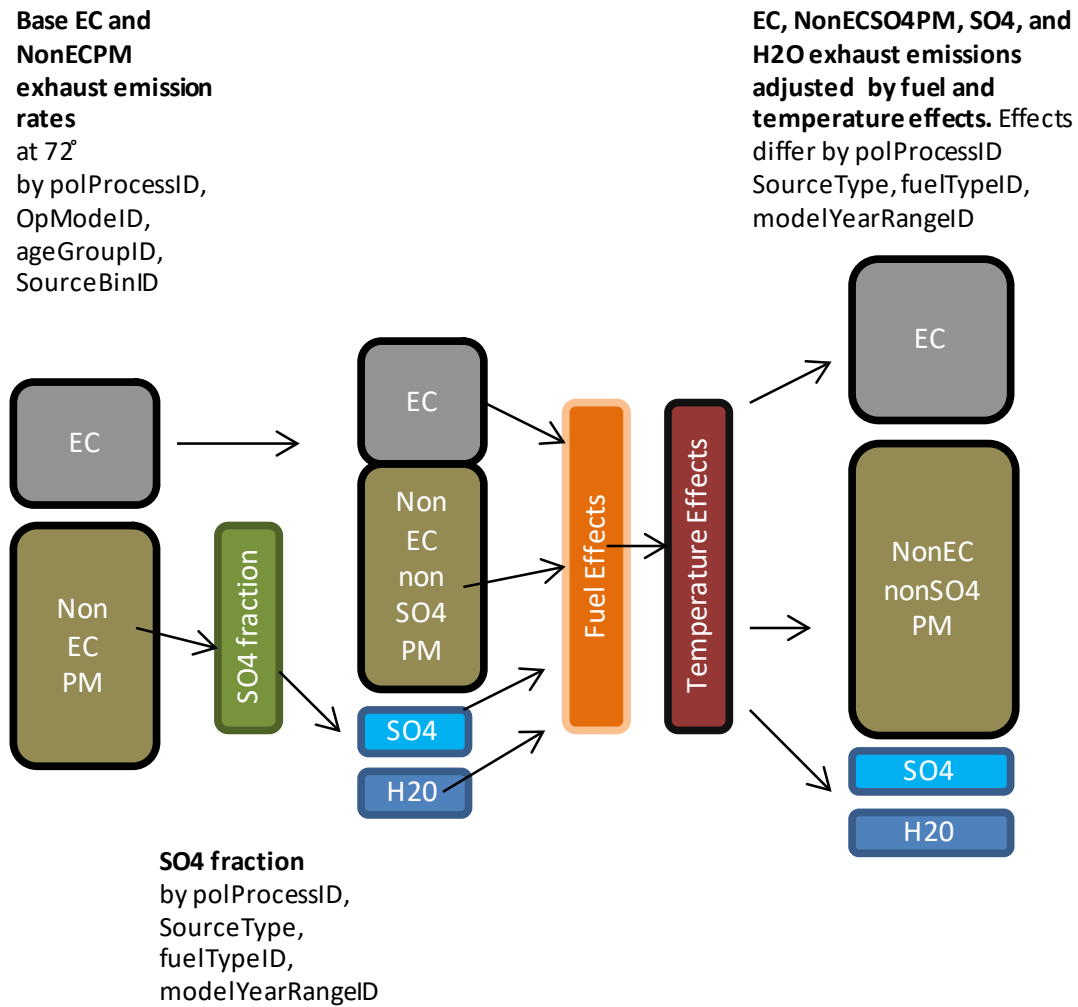 Base EC and
NonECPM
exhaust emission
rates
at 72°
by polProcessID,
OpModeID,
ageGroupID,
SourceBinID
EC, NonECSO4PM, SO4, and
H2O exhaust emissions
adjusted by fuel and
temperature effects. Effects
differ by polProcessID
SourceType, fuelTypeID,
modelYearRangeID
EC
Non
EC
PM
SO4 fraction
EC
Non
EC
non
SO4
PM
SO4
H20
Fuel Effects
Temperature Effects
EC
NonEC
nonSO4
PM
SO4
H20
SO4 fraction
by polProcessID,
SourceType,
fuelTypeID,
modelYearRangeID